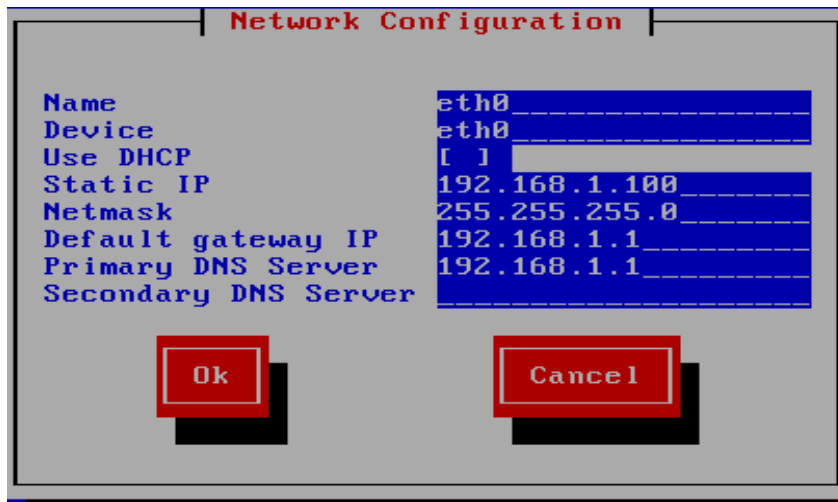 Network Configuration
Name eth0
Device eth0
Use DHCP [ ]
Static IP 192.168.1.100
Netmask 255.255.255.0
Default gateway IP 192.168.1.1
Primary DNS Server 192.168.1.1
Secondary DNS Server
Ok Cancel